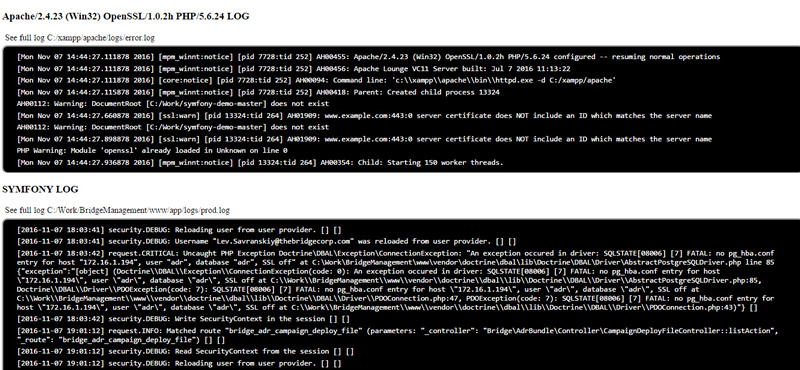 Apache/2.4.23 (Win32) OpenSSL/1.0.2h PHP/5.6.24 LOG
See full log C:/xampp/apache/logs/error.log
[Mon Nov 07 14:44:27.111878 2016] [mpm_winnt:notice] [pid 7728:tid 252] AH00455: Apache/2.4.23 (Win32) OpenSSL/1.0.2h PHP/5.6.24 configured -- resuming normal operations
[Mon Nov 07 14:44:27.111878 2016] [mpm_winnt:notice] [pid 7728:tid 252] AH00456: Apache Lounge VC11 Server built: Jul 7 2016 11:13:22
[Mon Nov 07 14:44:27.111878 2016] [core:notice] [pid 7728:tid 252] AH00094: Command line: 'c:\\xampp\\apache\\bin\\httpd.exe -d C:/xampp/apache'
[Mon Nov 07 14:44:27.111878 2016] [mpm_winnt:notice] [pid 7728:tid 252] AH00418: Parent: Created child process 13324
AH00112: Warning: DocumentRoot [C:/Work/symfony-demo-master] does not exist
[Mon Nov 07 14:44:27.660878 2016] [ssl:warn] [pid 13324:tid 264] AH01909: www.example.com:443:0 server certificate does NOT include an ID which matches the server name
AH00112: Warning: DocumentRoot [C:/Work/symfony-demo-master] does not exist
[Mon Nov 07 14:44:27.898878 2016] [ssl:warn] [pid 13324:tid 264] AH01909: www.example.com:443:0 server certificate does NOT include an ID which matches the server name
PHP Warning: Module 'openssl' already loaded in Unknown on line 0
[Mon Nov 07 14:44:27.936878 2016] [mpm_winnt:notice] [pid 13324:tid 264] AH00354: Child: Starting 150 worker threads.
SYMFONY LOG
See full log C:/Work/BridgeManagement/www/app/logs/prod.log
[2016-11-07 18:03:41] security.DEBUG: Reloading user from user provider. [] []
[2016-11-07 18:03:41] security.DEBUG: Username "Lev.Savranskiy@thebridgecorp.com" was reloaded from user provider. [] []
[2016-11-07 18:03:42] request.CRITICAL: Uncaught PHP Exception Doctrine\DBAL\Exception\ConnectionException: "An exception occured in driver: SQLSTATE[08006] [7] FATAL: no pg_hba.conf
entry for host "172.16.1.194", user "adr", database "adr", SSL off" at C:\Work\BridgeManagement\www\vendor\doctrine\dbal\lib\Doctrine\DBAL\Driver\AbstractPostgreSQLDriver.php line 85
{"exception":"[object] (Doctrine\\DBAL\\Exception\\ConnectionException(code: 0): An exception occured in driver: SQLSTATE[08006] [7] FATAL: no pg_hba.conf entry for host
\"172.16.1.194\", user \"adr\", database \"adr\", SSL off at C:\\Work\\BridgeManagement\\www\\vendor\\doctrine\\dbal\\lib\\Doctrine\\DBAL\\Driver\\AbstractPostgreSQLDriver.php:85,
Doctrine\\DBAL\\Driver\\PDOException(code: 7): SQLSTATE[08006] [7] FATAL: no pg_hba.conf entry for host \"172.16.1.194\", user \"adr\", database \"adr\", SSL off at
C:\\Work\\BridgeManagement\\www\\vendor\\doctrine\\dbal\\lib\\Doctrine\\DBAL\\Driver\\PDOConnection.php:47, PDOException(code: 7): SQLSTATE[08006] [7] FATAL: no pg_hba.conf entry for
host \"172.16.1.194\", user \"adr\", database \"adr\", SSL off at C:\\Work\\BridgeManagement\\www\\vendor\\doctrine\\dbal\\lib\\Doctrine\\DBAL\\Driver\\PDOConnection.php:43)"} []
[2016-11-07 18:03:42] security.DEBUG: Write SecurityContext in the session [] []
[2016-11-07 19:01:12] request.INFO: Matched route "bridge_adr_campaign_deploy_file" (parameters: "_controller": "Bridge\AdrBundle\Controller\CampaignDeployFileController::listAction",
"_route": "bridge_adr_campaign_deploy_file") [] []
[2016-11-07 19:01:12] security.DEBUG: Read SecurityContext from the session [] []
[2016-11-07 19:01:12] security.DEBUG: Reloading user from user provider. [] []